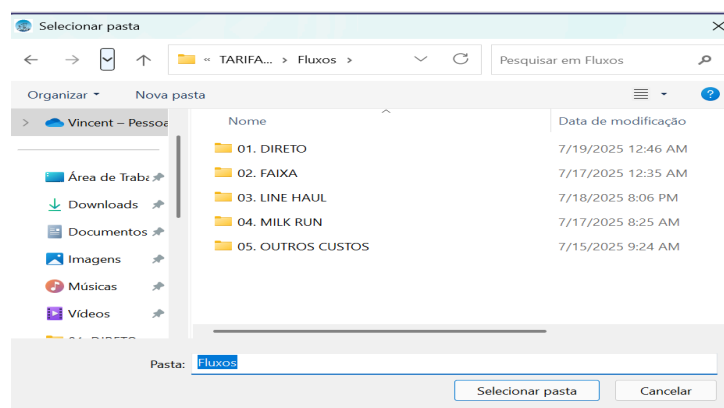 Selecionar pasta
« TARIFA... > Fluxos >
Pesquisar em Fluxos
Organizar
Nova pasta
Vincent – Pessoa
Nome
Data de modificação
01. DIRETO 7/19/2025 12:46 AM
02. FAIXA 7/17/2025 12:35 AM
03. LINE HAUL 7/18/2025 8:06 PM
04. MILK RUN 7/17/2025 8:25 AM
05. OUTROS CUSTOS 7/15/2025 9:24 AM
Área de Traba
Downloads
Documentos
Imagens
Músicas
Vídeos
Pasta: Fluxos
Selecionar pasta
Cancelar